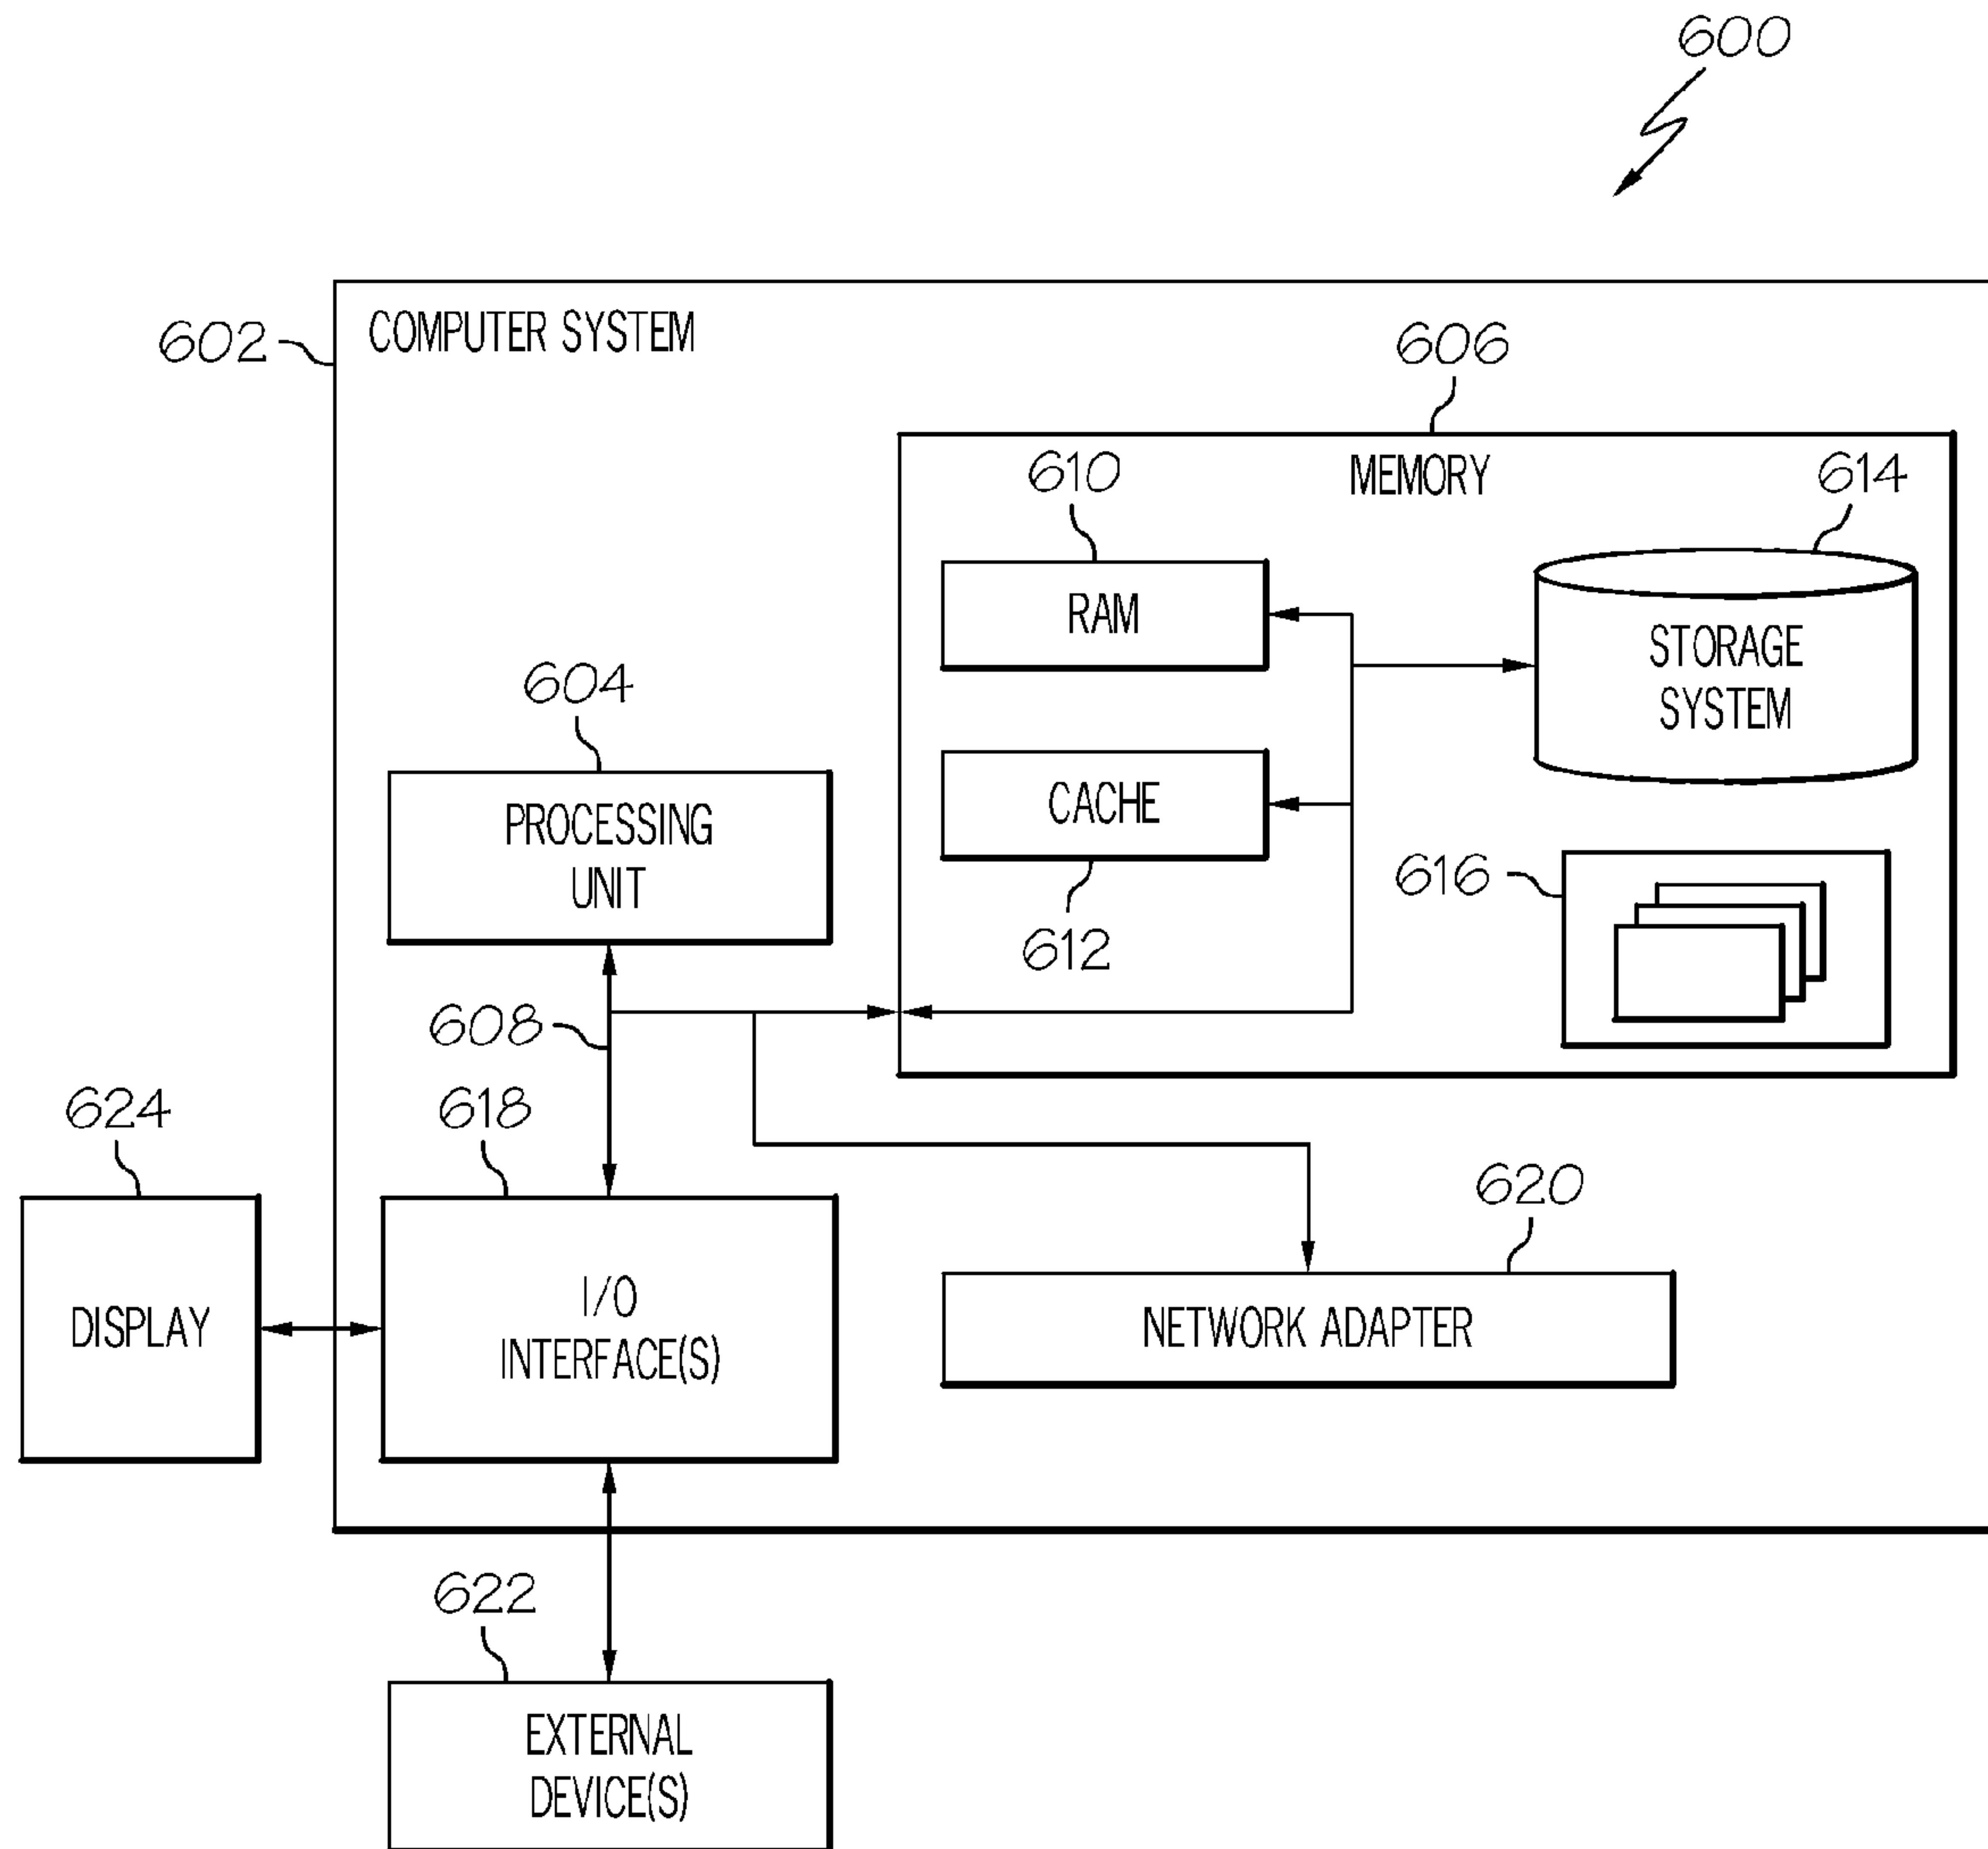 600
602
COMPUTER SYSTEM
606
MEMORY
610
614
RAM
STORAGE
SYSTEM
604
CACHE
PROCESSING
UNIT
616
612
608
624
618
620
DISPLAY
I/O
INTERFACE(S)
NETWORK ADAPTER
622
EXTERNAL
DEVICE(S)